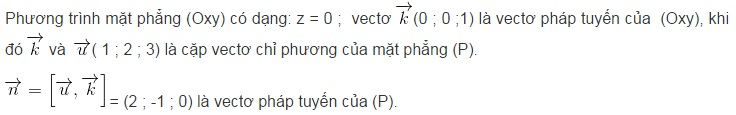 Phương trình mặt phẳng (Oxy) có dạng: z = 0 ; vectơ $\overrightarrow{k}$(0 ; 0 ;1) là vectơ pháp tuyến của (Oxy), khi
đó $\overrightarrow{k}$ và $\overrightarrow{u}$( 1 ; 2 ; 3) là cặp vectơ chỉ phương của mặt phẳng (P).
$\overrightarrow{n} = \left[\overrightarrow{u}, \overrightarrow{k}\right]$= (2 ; -1 ; 0) là vectơ pháp tuyến của (P).